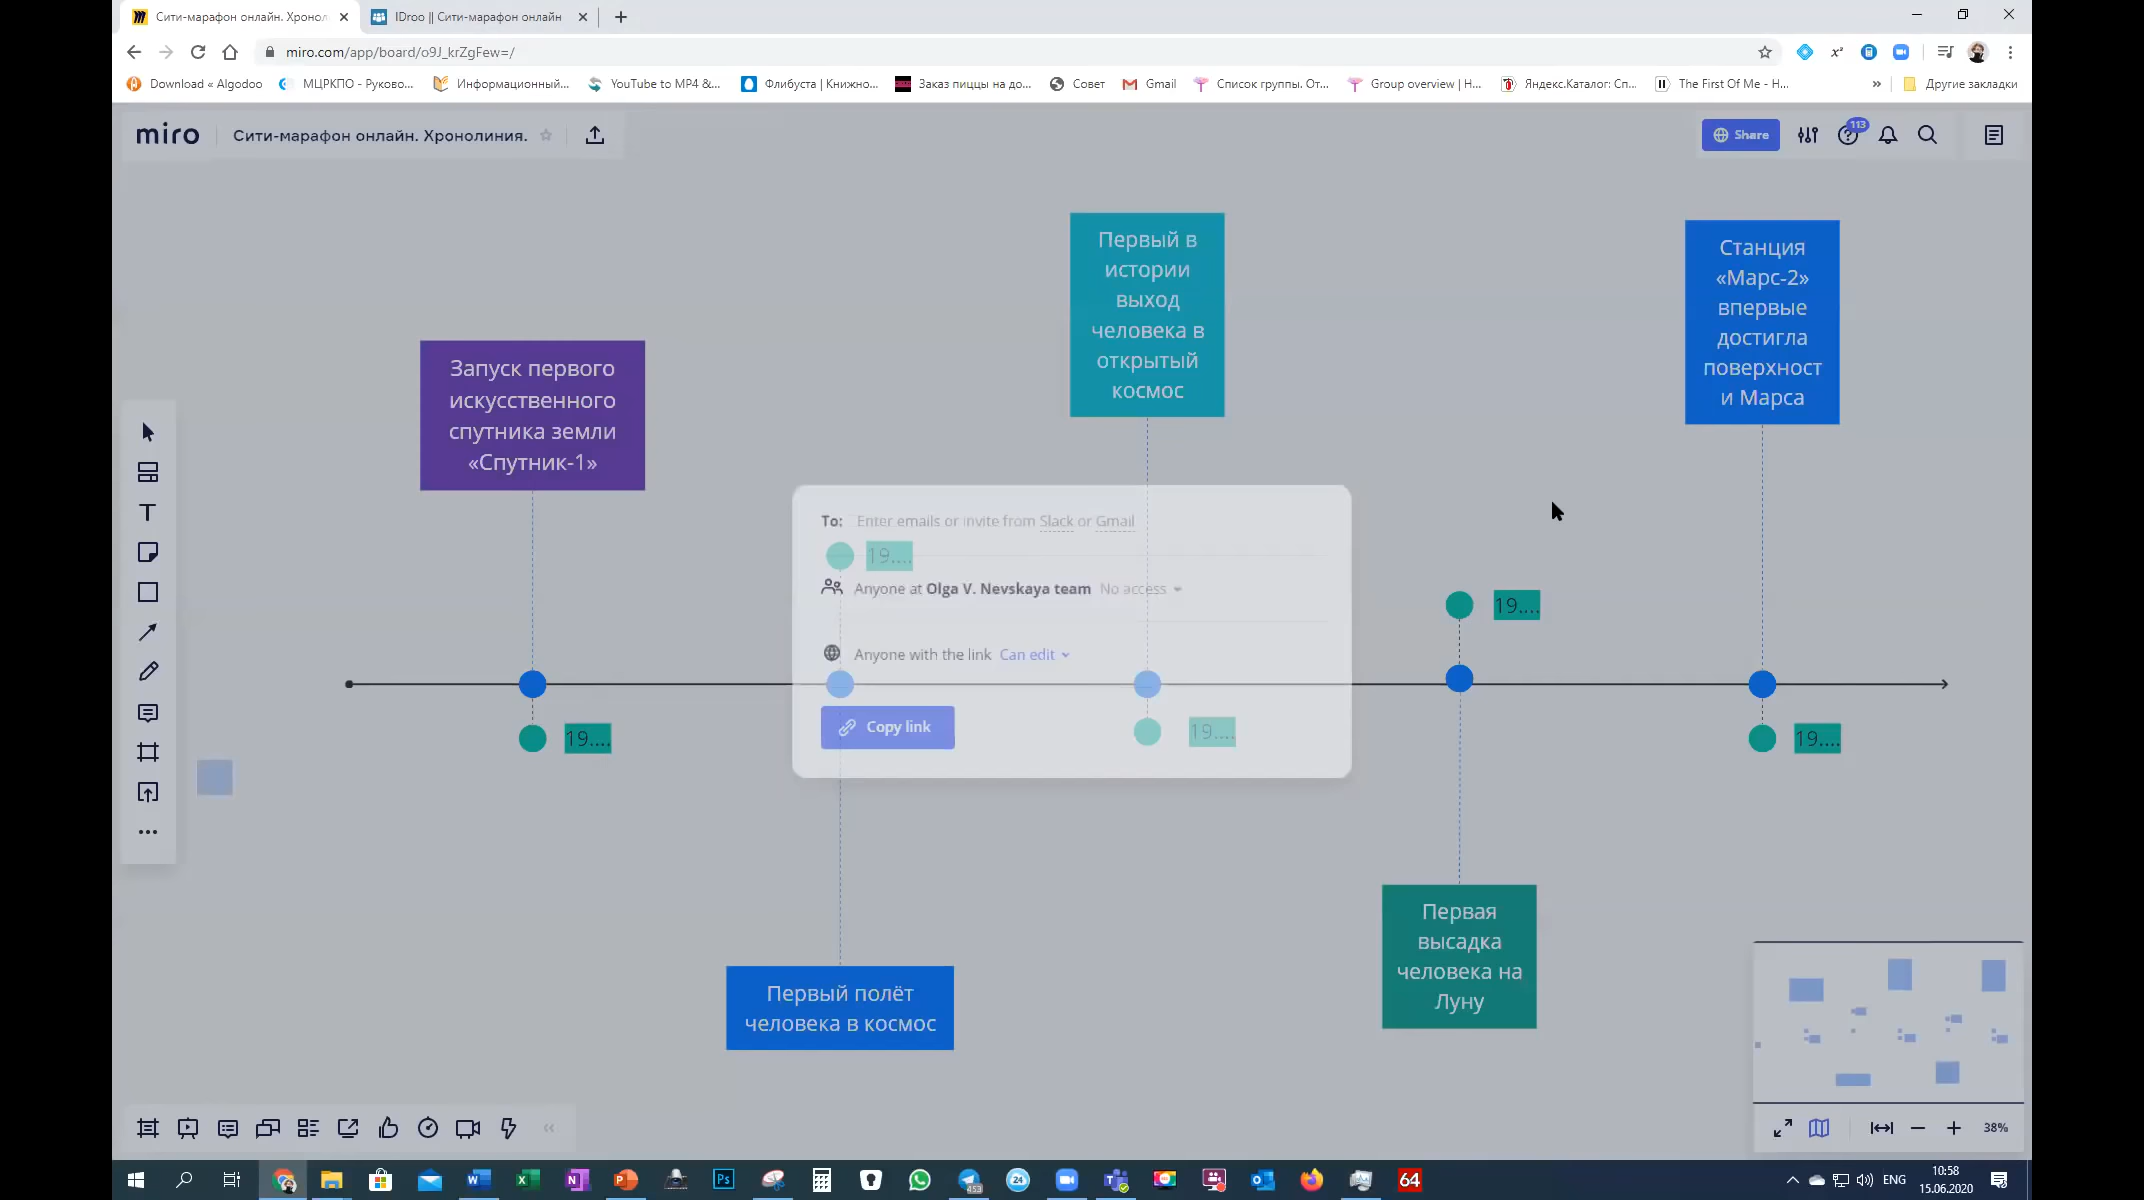 Сити-марафон онлайн. Хронол
IDroo || Сити-марафон онлайн
miro.com/app/board/o9J_krZgFew=/
Download « Algodoo
МЦРКПО - Руково...
Информационный...
YouTube to MP4 &...
Флибуста | Книжно...
Заказ пиццы на до...
Совет
Gmail
Список группы. От...
Group overview | H...
Яндекс.Каталог: Сп...
The First Of Me - H...
»
Другие закладки
miro
Сити-марафон онлайн. Хронолиния.
Share
113
Первый в
истории
выход
человека в
открытый
космос
Станция
«Марс-2»
впервые
достигла
поверхност
и Марса
Запуск первого
искусственного
спутника земли
«Спутник-1»
To: Enter emails or invite from Slack or Gmail
19....
Anyone at Olga V. Nevskaya team No access
19....
Anyone with the link Can edit
Copy link
19....
19....
19....
Первая
высадка
человека на
Луну
Первый полёт
человека в космос
38%
453
24
64
ENG
10:58
15.06.2020